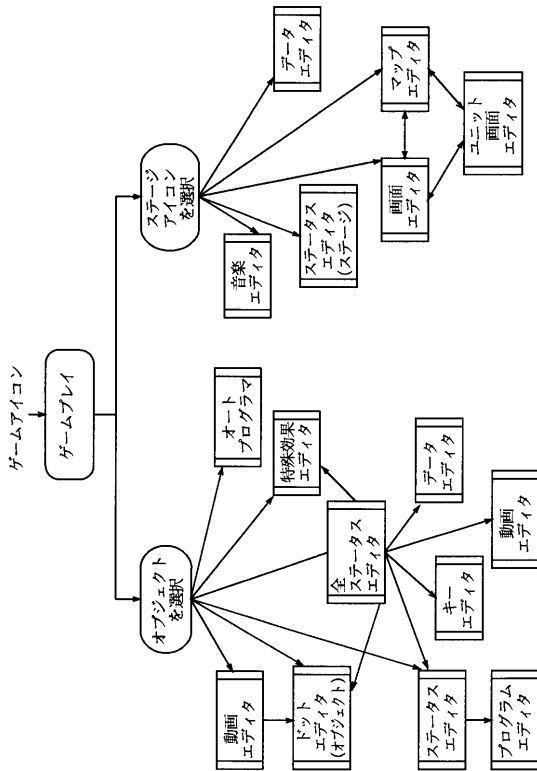 ゲームアイコン
ゲームプレイ
オブジェクト
を選択
ステージ
アイコン
を選択
動画
エディタ
ドット
エディタ
(オブジェクト)
ステータス
エディタ
プログラム
エディタ
オート
プログラマ
特殊効果
エディタ
全
ステータス
エディタ
キー
エディタ
データ
エディタ
動画
エディタ
音楽
エディタ
ステータス
エディタ
(ステージ)
データ
エディタ
画面
エディタ
マップ
エディタ
ユニット
画面
エディタ